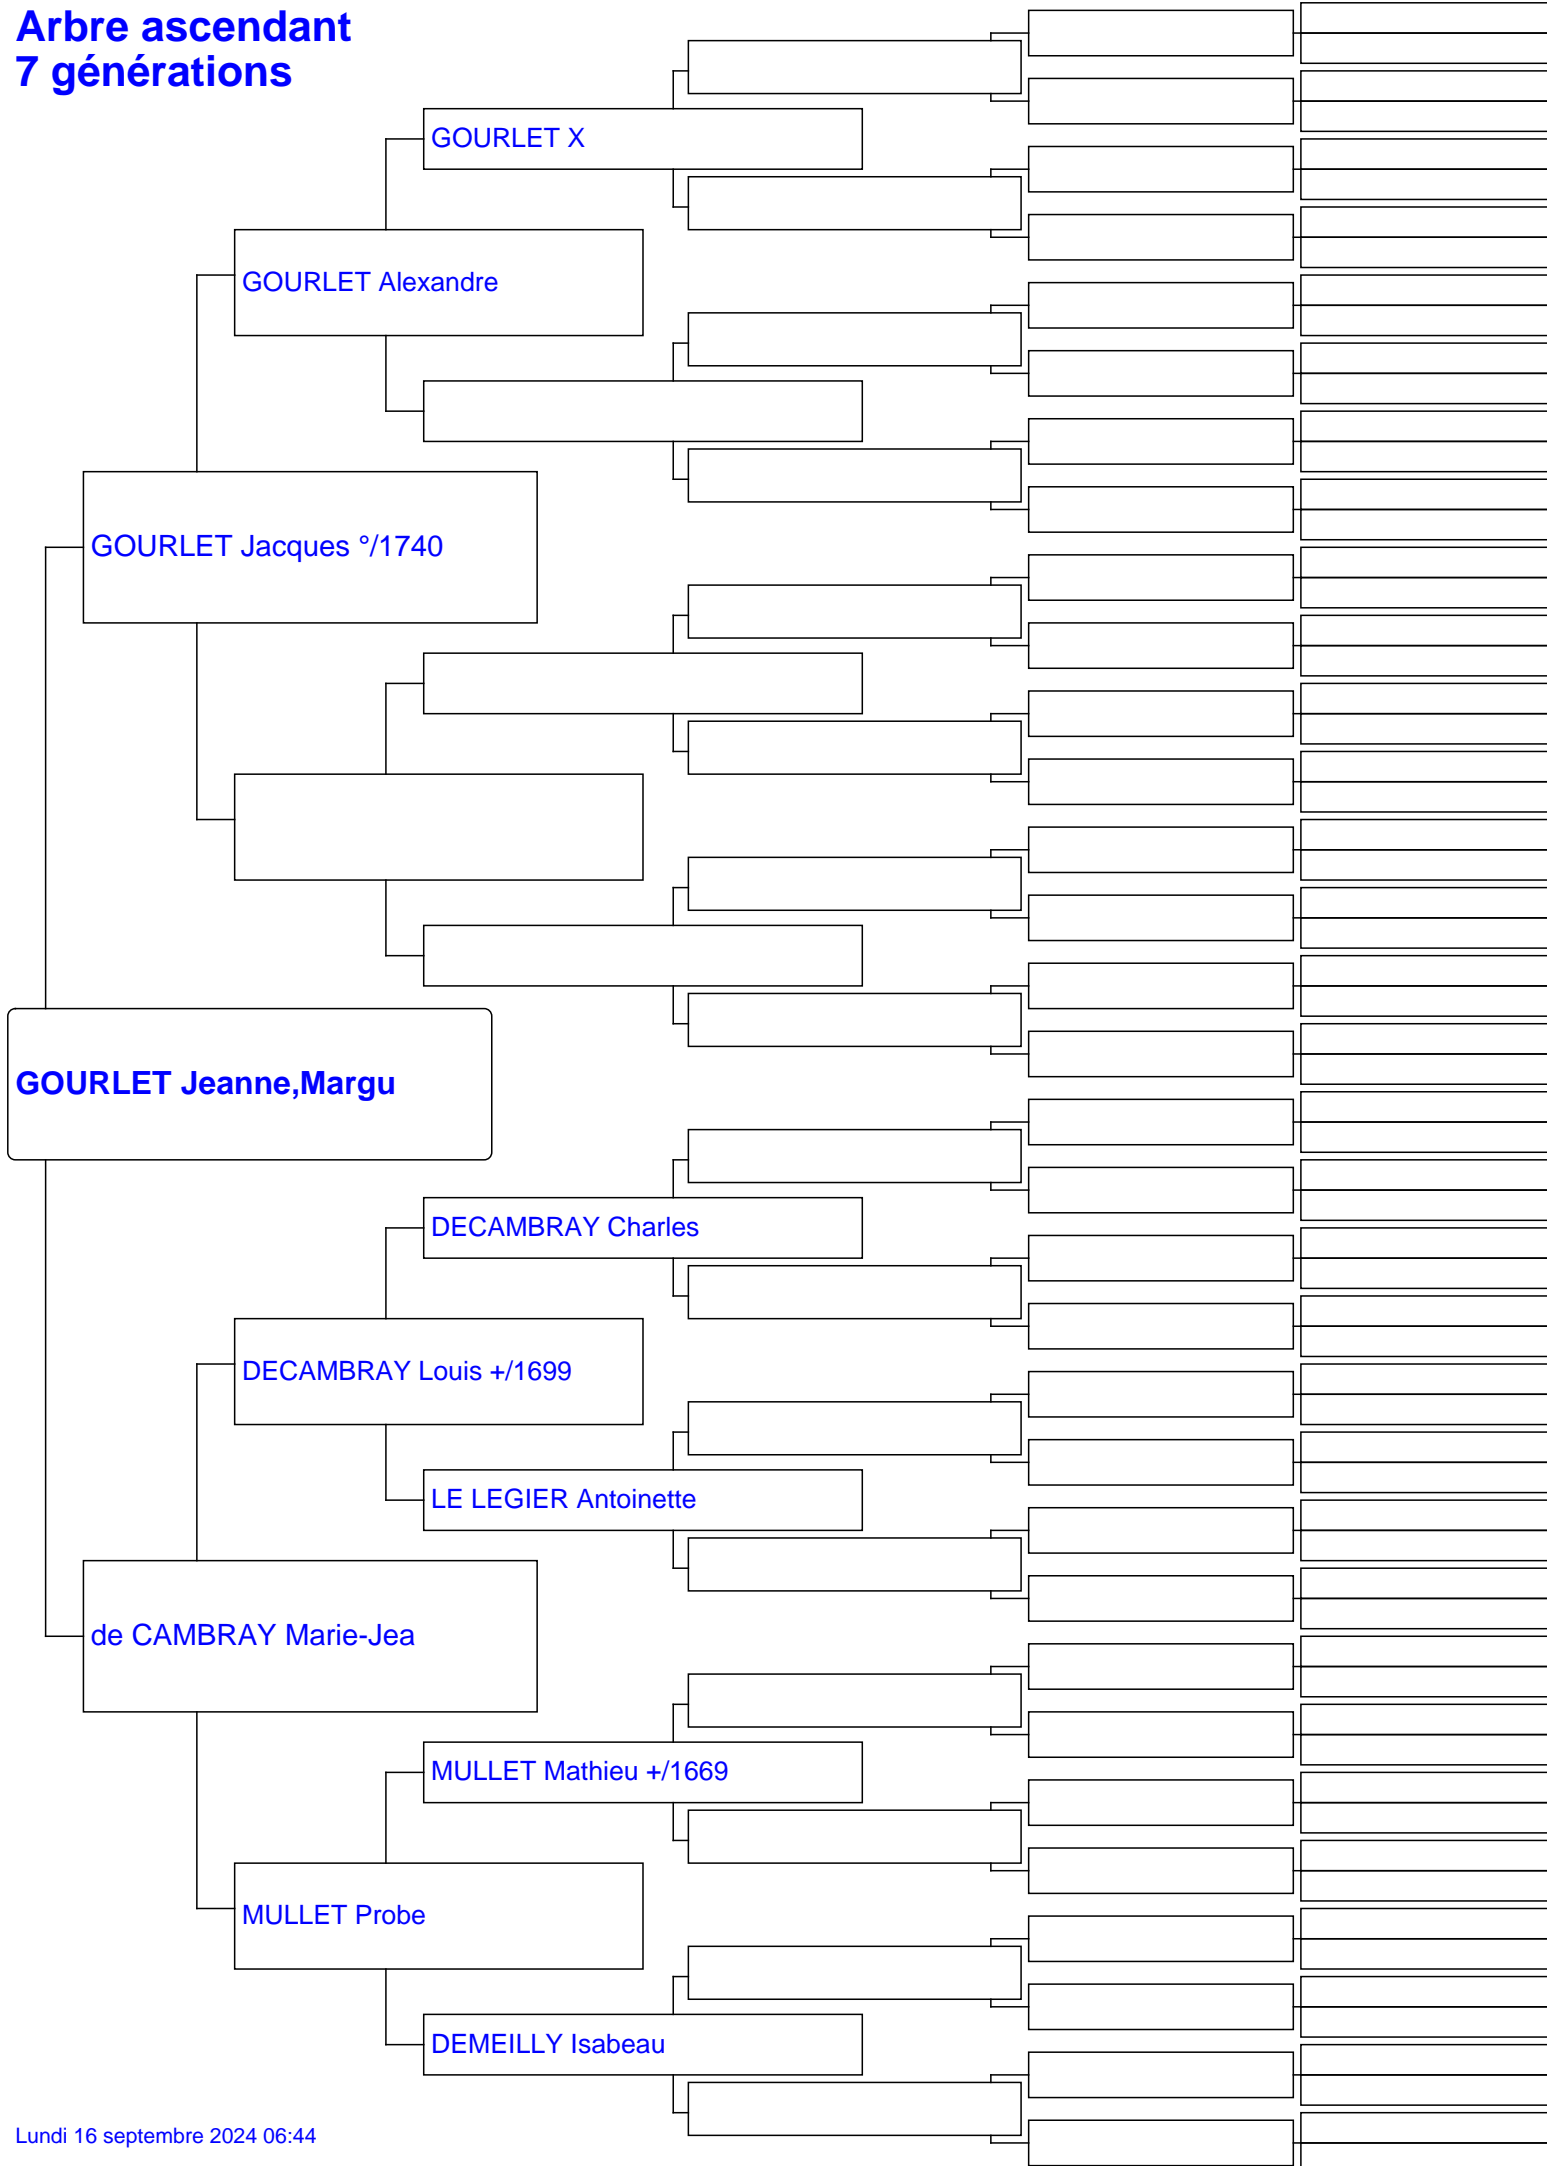 Arbre ascendant
7 générations
GOURLET X
GOURLET Alexandre
GOURLET Jacques °/1740
GOURLET Jeanne,Margu
DECAMBRAY Charles
DECAMBRAY Louis +/1699
LE LEGIER Antoinette
de CAMBRAY Marie-Jea
MULLET Mathieu +/1669
MULLET Probe
DEMEILLY Isabeau
Lundi 16 septembre 2024 06:44